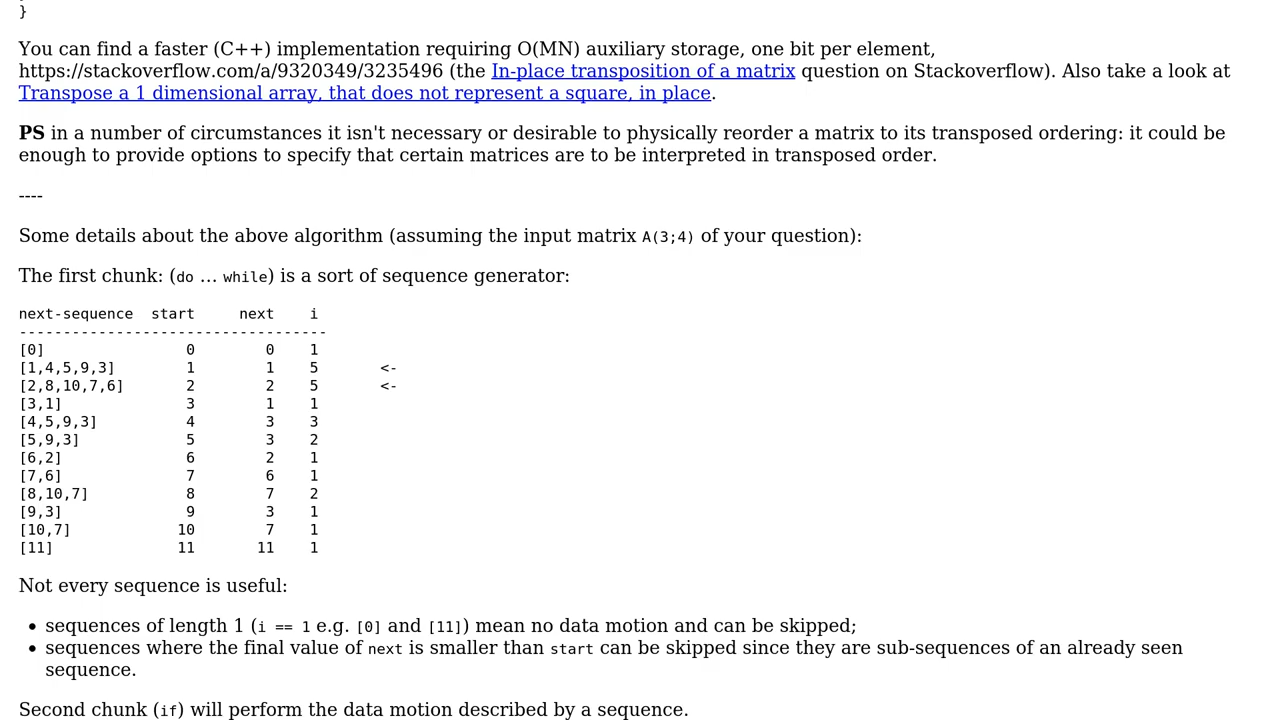 }
You can find a faster (C++) implementation requiring O(MN) auxiliary storage, one bit per element,
https://stackoverflow.com/a/9320349/3235496 (the In-place transposition of a matrix question on Stackoverflow). Also take a look at
Transpose a 1 dimensional array, that does not represent a square, in place.
PS in a number of circumstances it isn't necessary or desirable to physically reorder a matrix to its transposed ordering: it could be
enough to provide options to specify that certain matrices are to be interpreted in transposed order.
----
Some details about the above algorithm (assuming the input matrix A(3;4) of your question):
The first chunk: (do ... while) is a sort of sequence generator:
next-sequence  start     next    i
-----------------------------------
[0]                0        0    1
[1,4,5,9,3]        1        1    5       <-
[2,8,10,7,6]       2        2    5       <-
[3,1]              3        1    1
[4,5,9,3]          4        3    3
[5,9,3]            5        3    2
[6,2]              6        2    1
[7,6]              7        6    1
[8,10,7]           8        7    2
[9,3]              9        3    1
[10,7]            10        7    1
[11]              11       11    1
Not every sequence is useful:
• sequences of length 1 (i == 1 e.g. [0] and [11]) mean no data motion and can be skipped;
• sequences where the final value of next is smaller than start can be skipped since they are sub-sequences of an already seen
sequence.
Second chunk (if) will perform the data motion described by a sequence.